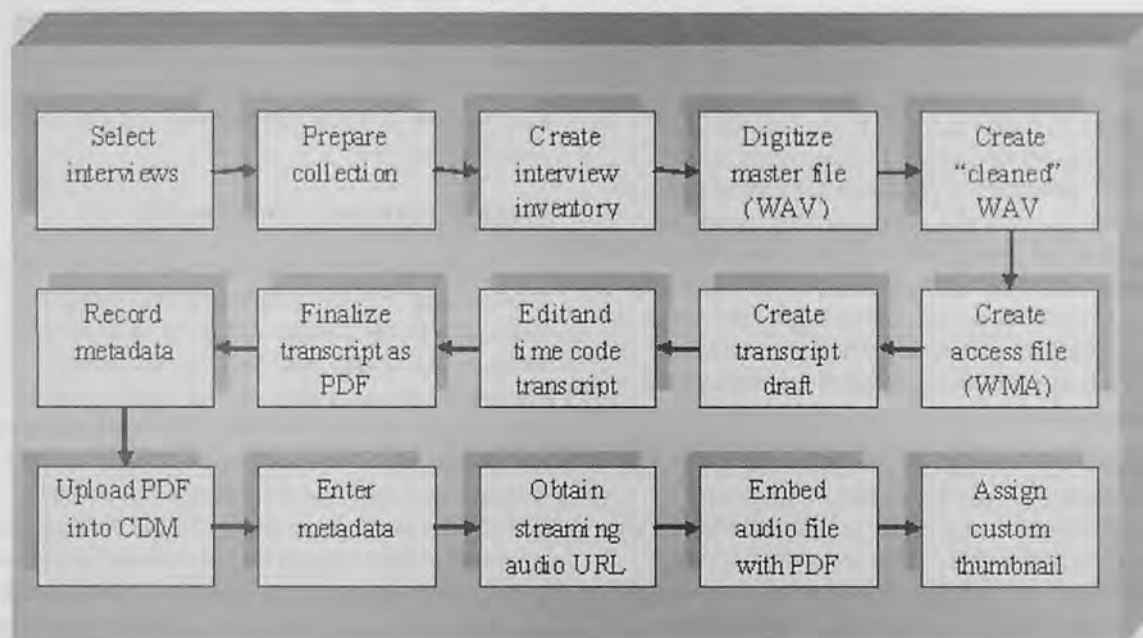 Select
interviews
Prepare
collection
Create
interview
inventory
Digitize
master file
(WAV)
Create
“cleaned”
WAV
Create
access file
(WMA)
Create
transcript
draft
Edit and
time code
transcript
Finalize
transcript as
PDF
Record
metadata
Upload PDF
into CDM
Enter
metadata
Obtain
streaming
audio URL
Embed
audio file
with PDF
Assign
custom
thumbnail